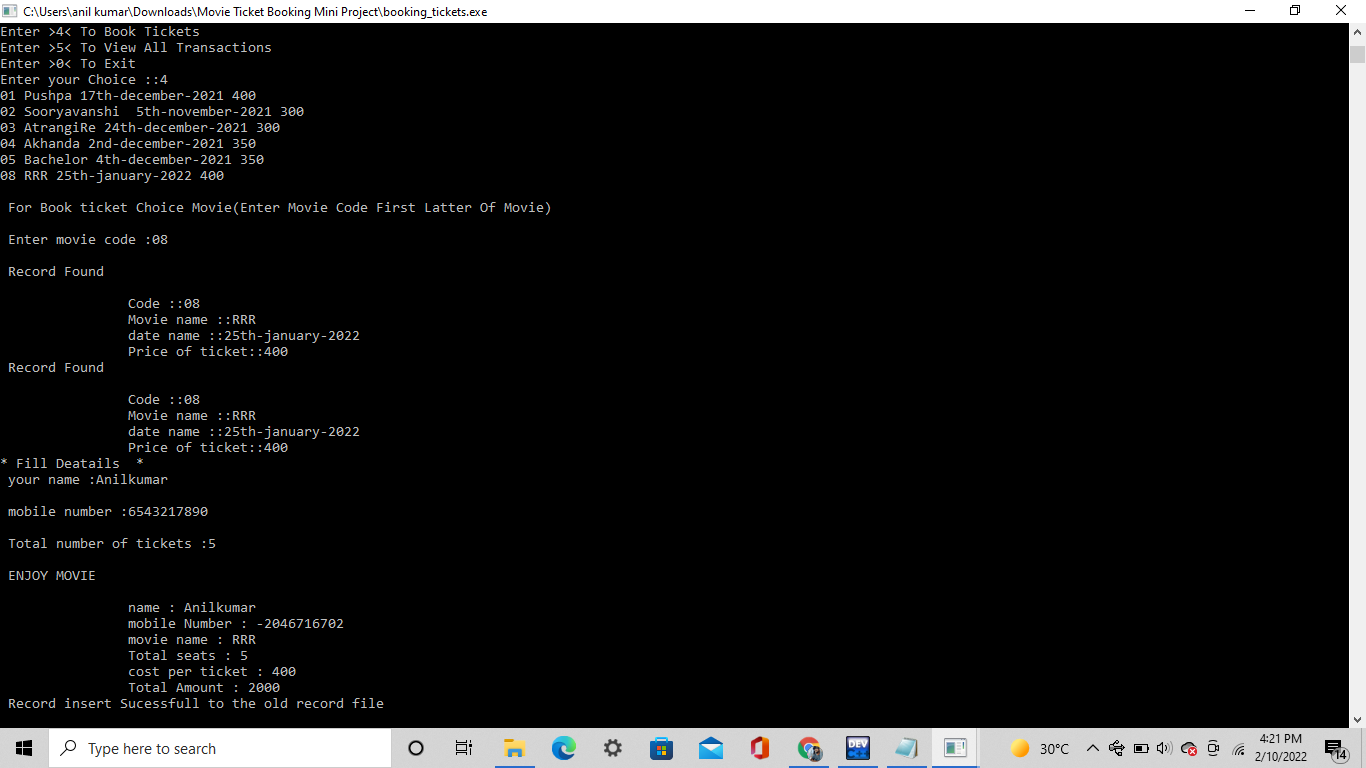 C:\Users\anil kumar\Downloads\Movie Ticket Booking Mini Project\booking_tickets.exe
Enter >4< To Book Tickets
Enter >5< To View All Transactions
Enter >0< To Exit
Enter your Choice ::4
01 Pushpa 17th-december-2021 400
02 Sooryavanshi  5th-november-2021 300
03 AtrangiRe 24th-december-2021 300
04 Akhanda 2nd-december-2021 350
05 Bachelor 4th-december-2021 350
08 RRR 25th-january-2022 400
For Book ticket Choice Movie(Enter Movie Code First Latter Of Movie)
Enter movie code :08
Record Found
Code ::08
Movie name ::RRR
date name ::25th-january-2022
Price of ticket::400
Record Found
Code ::08
Movie name ::RRR
date name ::25th-january-2022
Price of ticket::400
* Fill Deatails  *
your name :Anilkumar
mobile number :6543217890
Total number of tickets :5
ENJOY MOVIE
name : Anilkumar
mobile Number : -2046716702
movie name : RRR
Total seats : 5
cost per ticket : 400
Total Amount : 2000
Record insert Sucessfull to the old record file
Type here to search
DEV
30°C
4:21 PM
2/10/2022
14